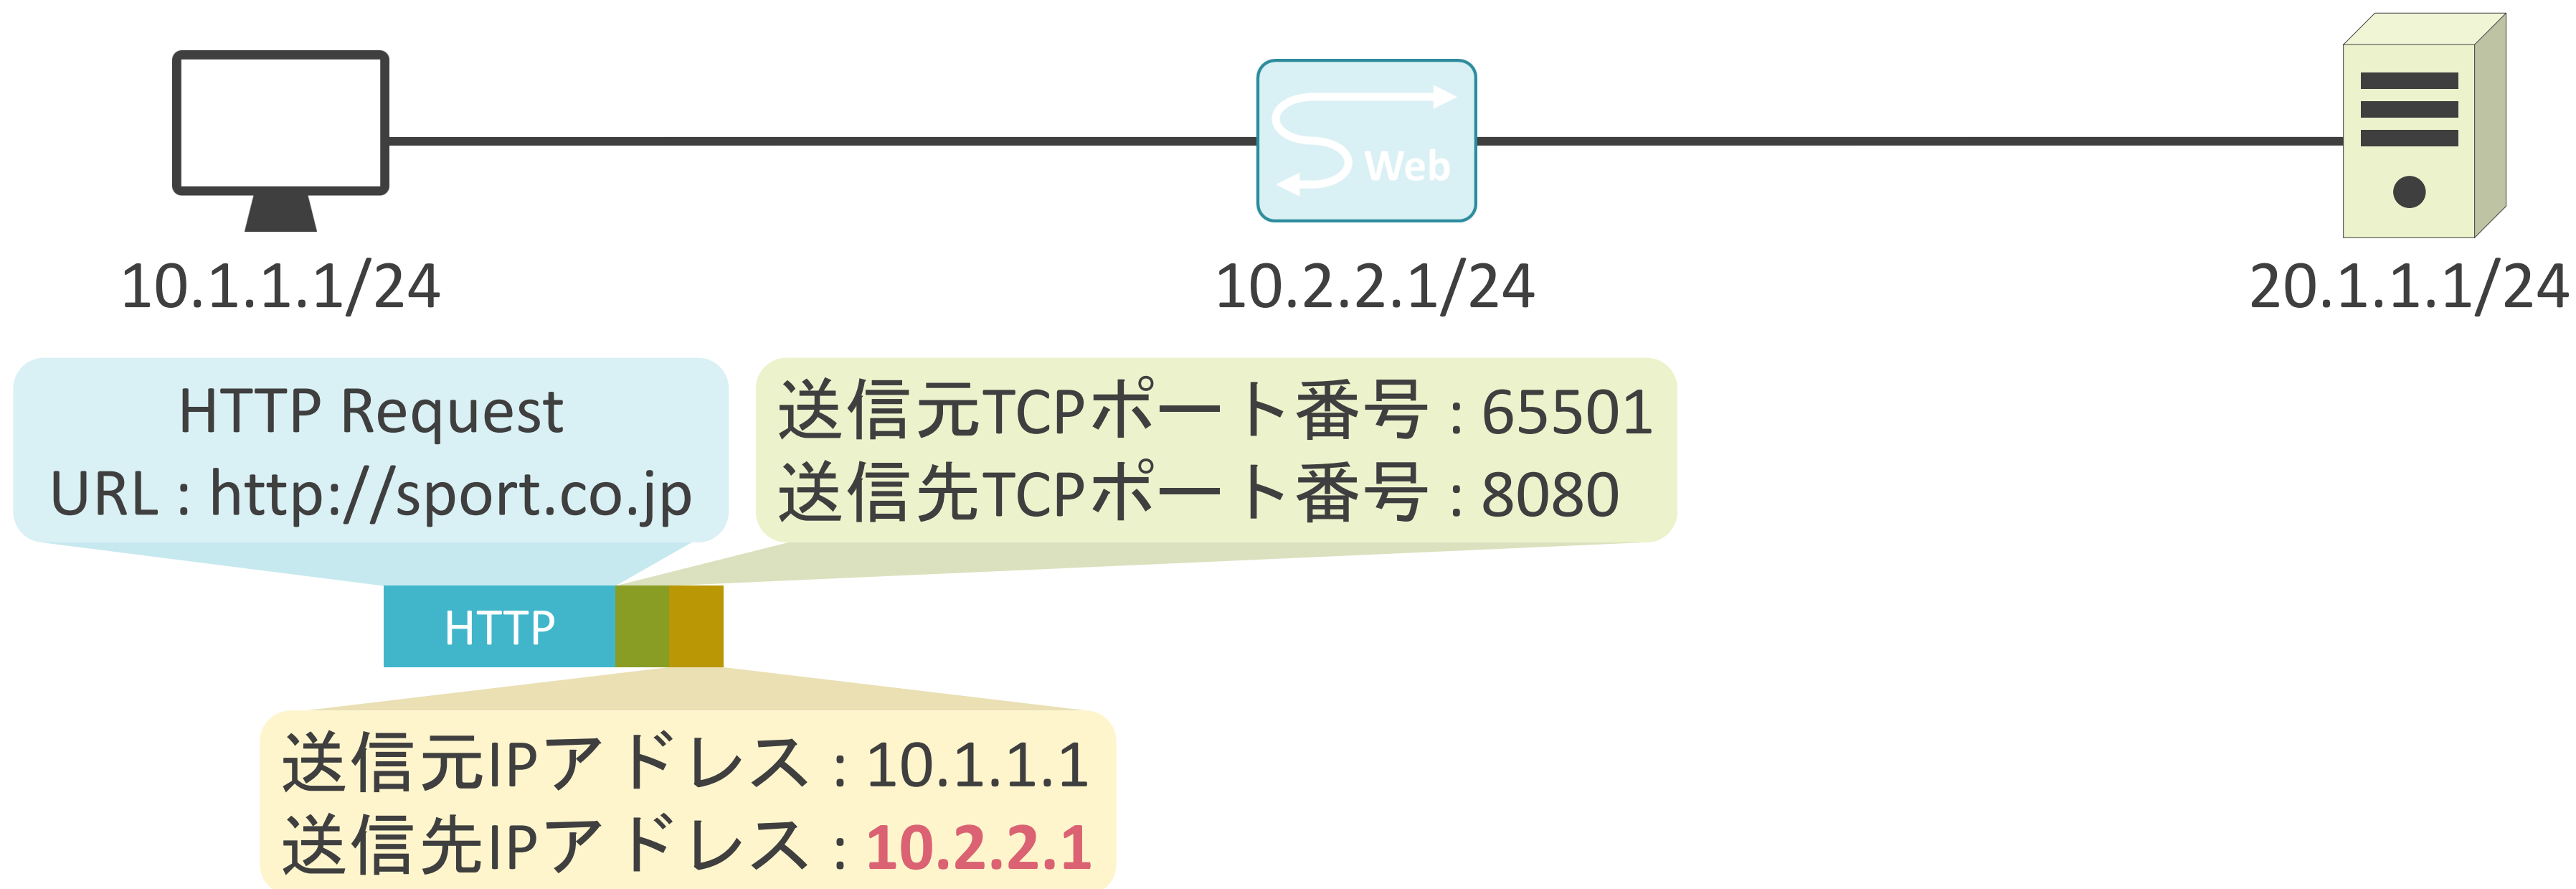 Web
10.1.1.1/24
10.2.2.1/24
20.1.1.1/24
HTTP Request
URL : http://sport.co.jp
送信元TCPポート番号 : 65501
送信先TCPポート番号 : 8080
HTTP
送信元IPアドレス : 10.1.1.1
送信先IPアドレス : 10.2.2.1